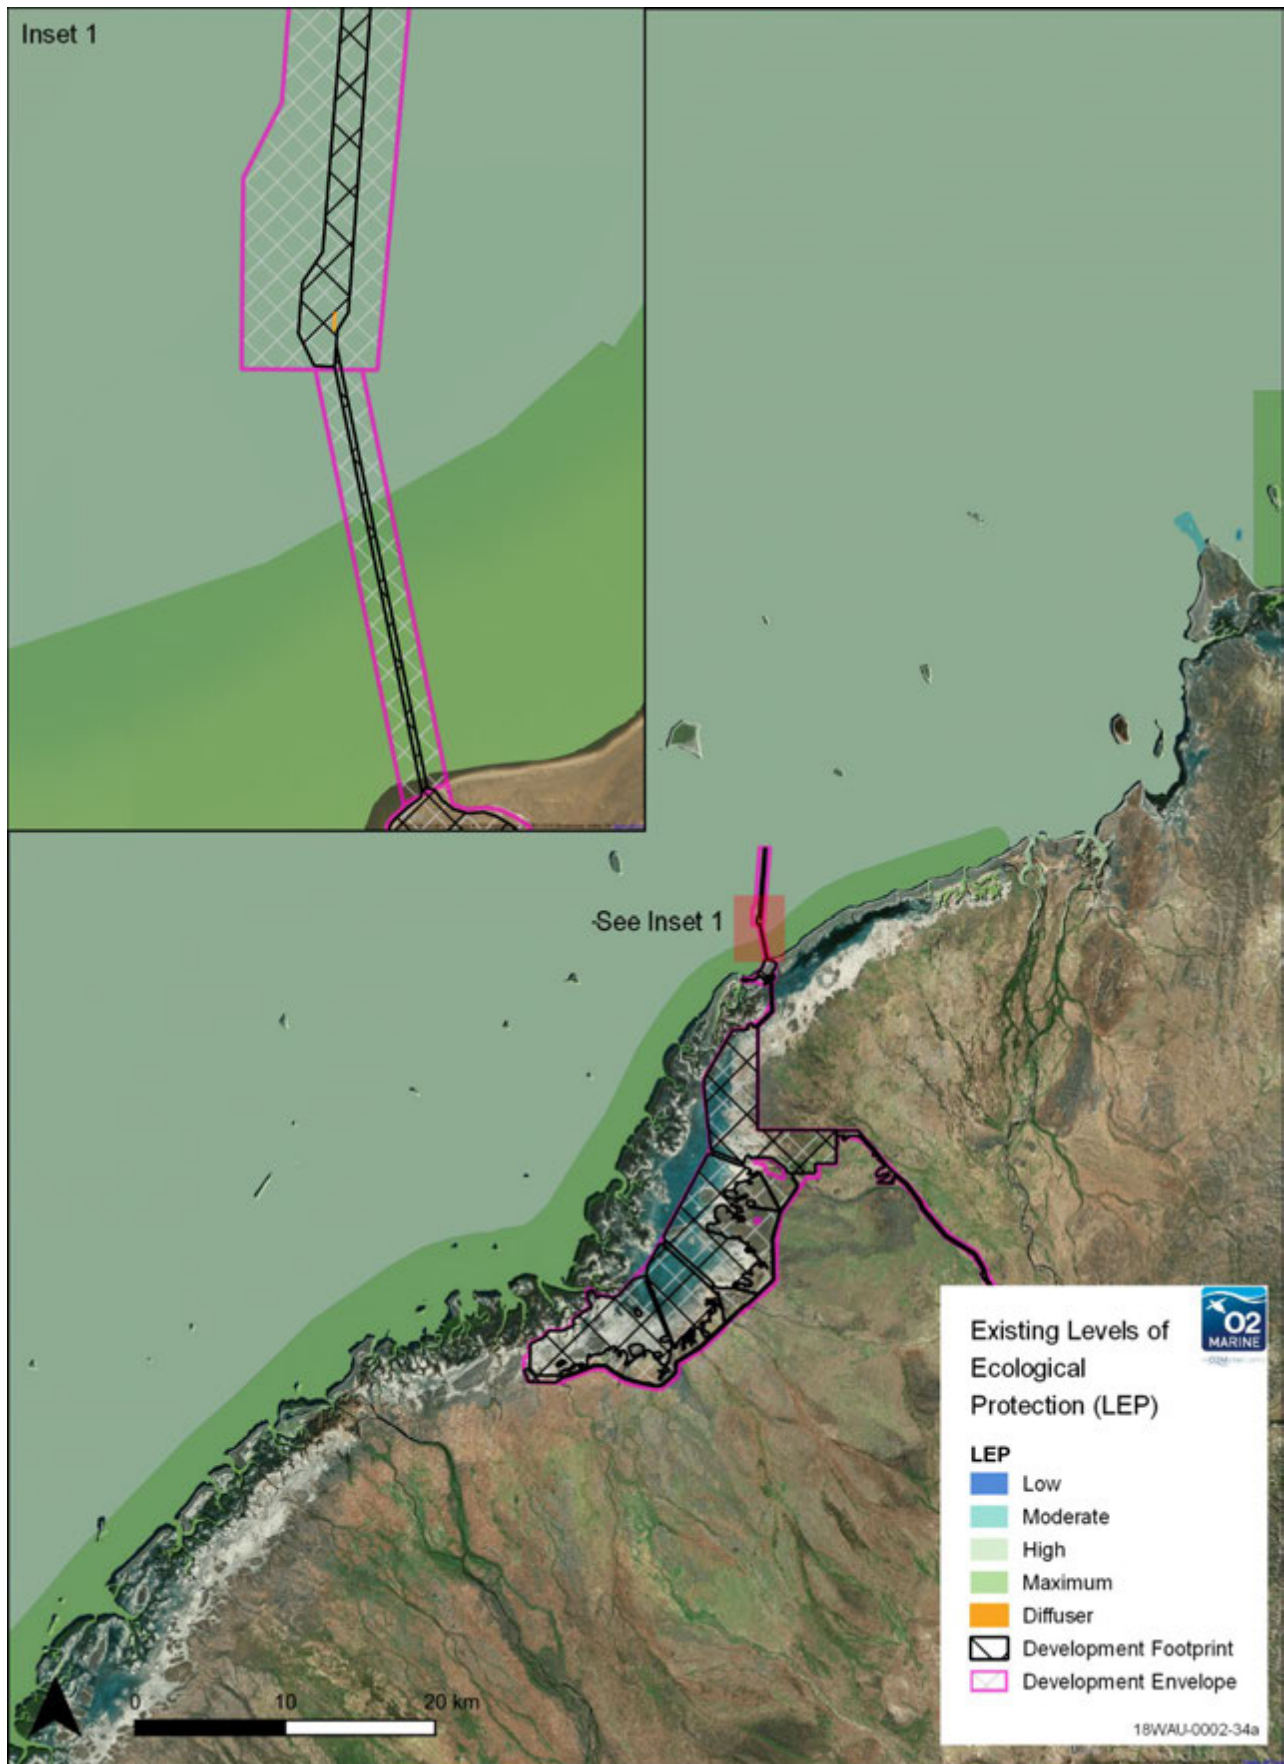 Inset 1
See Inset 1
Existing Levels of
Ecological
Protection (LEP)
O2
MARINE
LEP
Low
Moderate
High
Maximum
Diffuser
Development Footprint
Development Envelope
0 10 20 km
18WAU-0002-34a